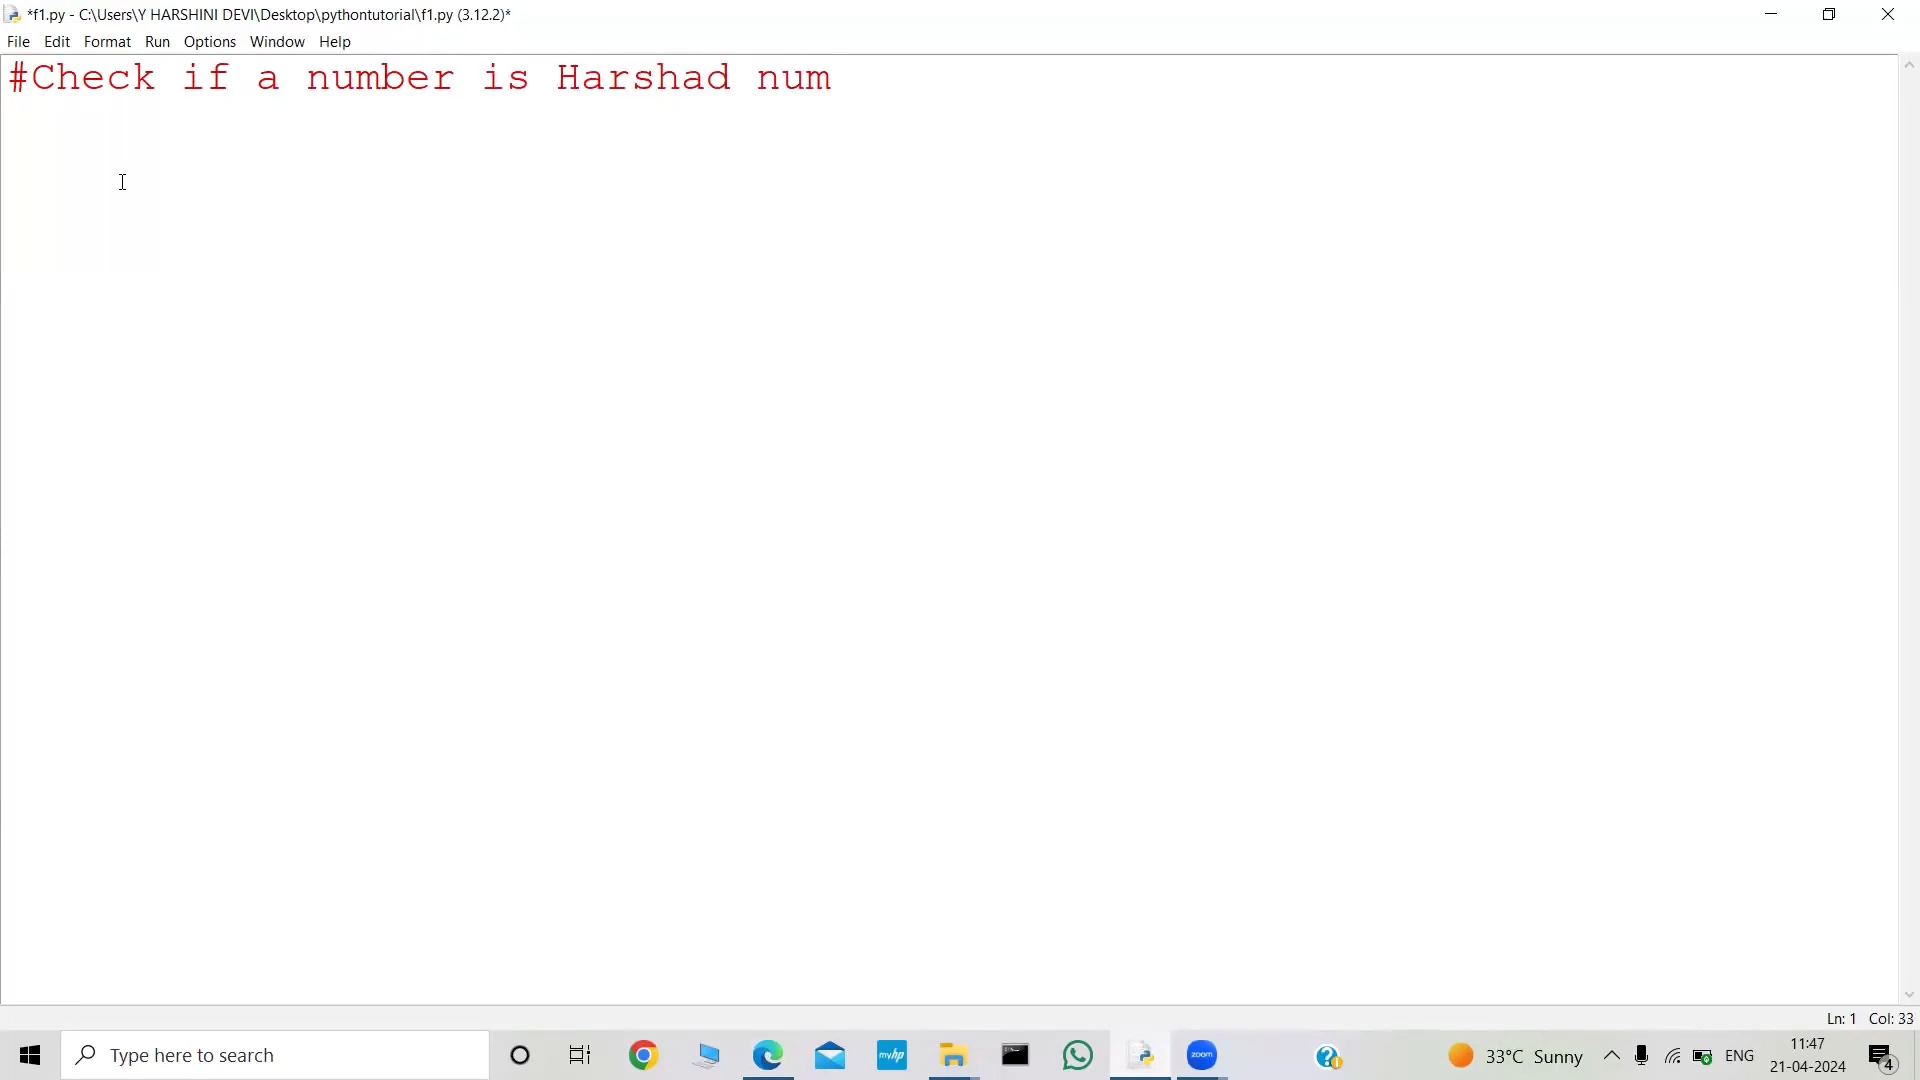 *f1.py - C:\Users\Y HARSHINI DEVI\Desktop\pythontutorial\f1.py (3.12.2)*
File Edit Format Run Options Window Help
#Check if a number is Harshad num
Ln: 1 Col: 33
Type here to search
myhp
zoom
33°C Sunny
ENG
11:47
21-04-2024
4